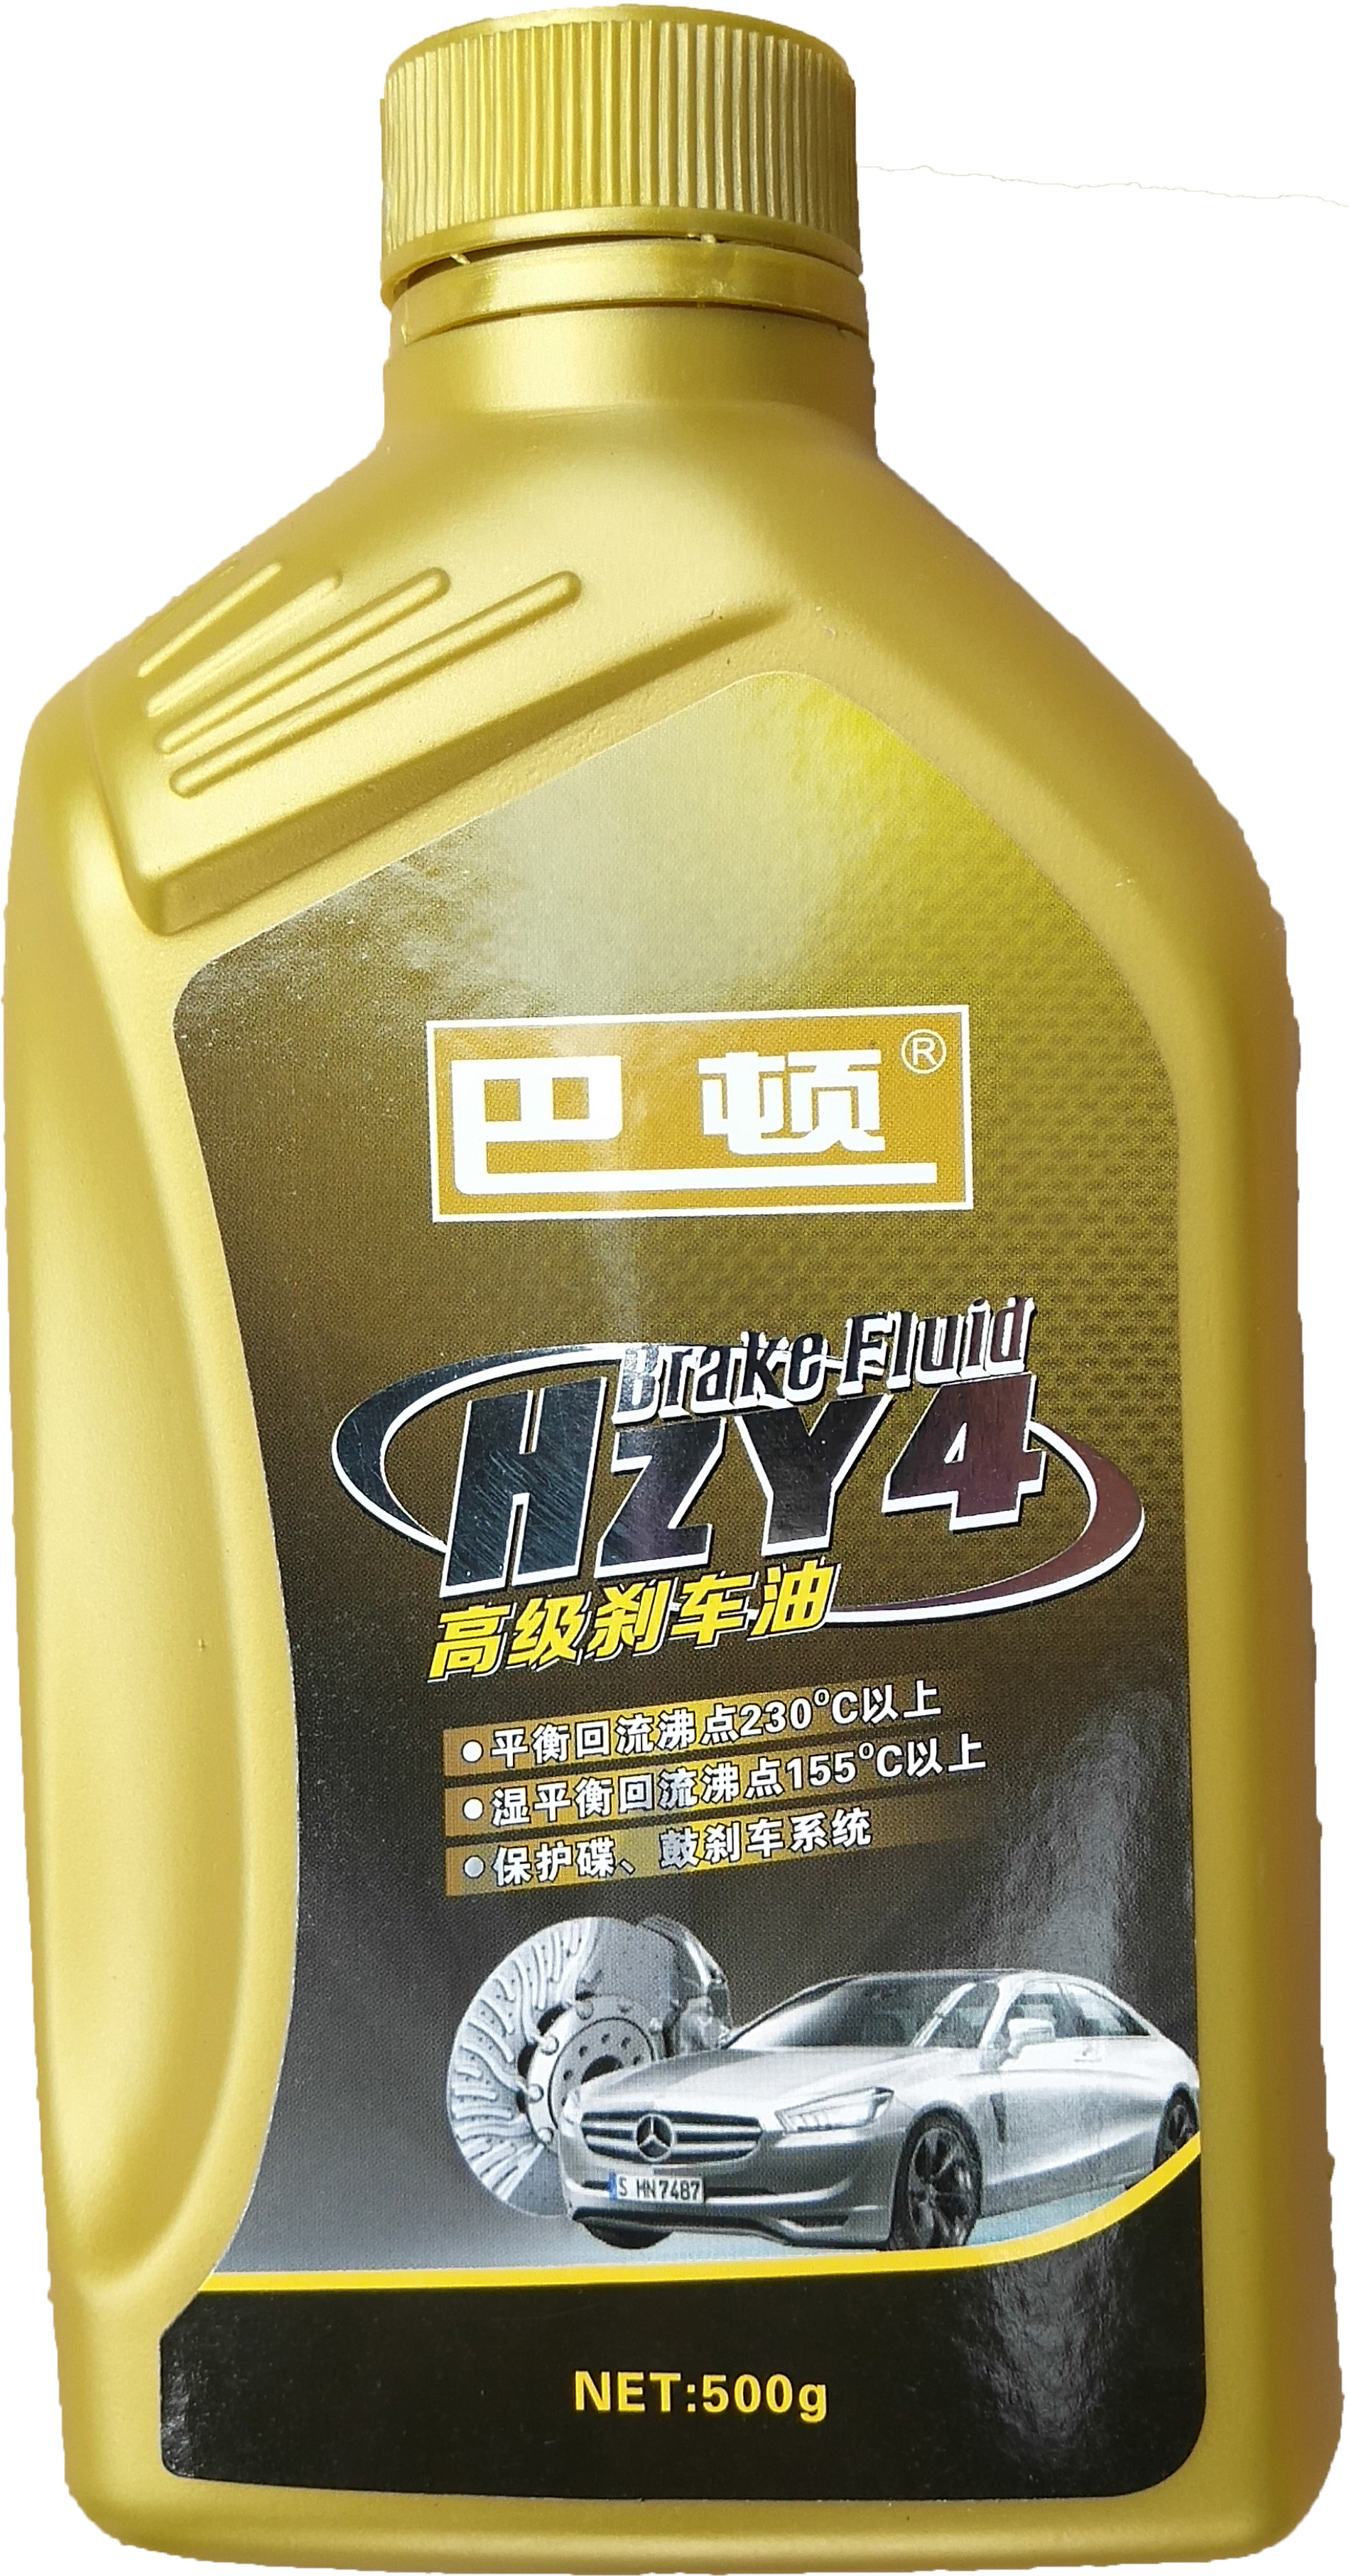 巴顿®
Brake Fluid
HZY4
高级刹车油
●平衡回流沸点230°C以上
●湿平衡回流沸点155°C以上
●保护碟、鼓刹车系统
S MN7487
NET:500g